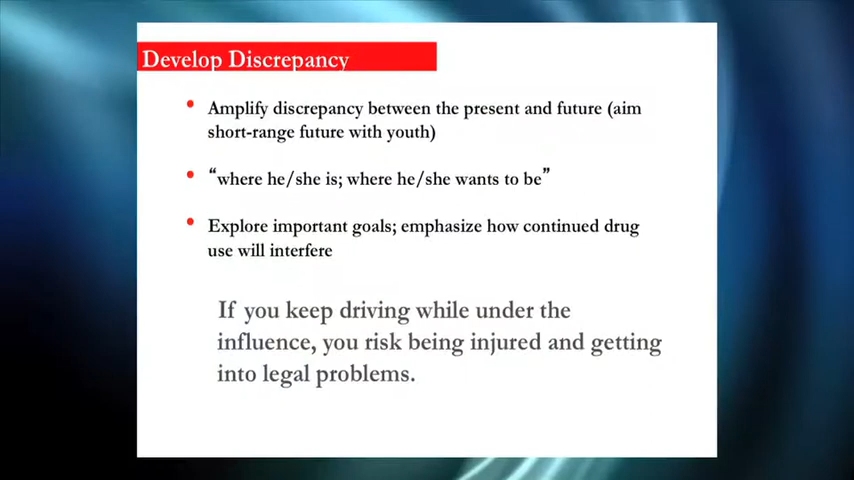 Develop Discrepancy
• Amplify discrepancy between the present and future (aim
short-range future with youth)
• “where he/she is; where he/she wants to be”
• Explore important goals; emphasize how continued drug
use will interfere
If you keep driving while under the
influence, you risk being injured and getting
into legal problems.